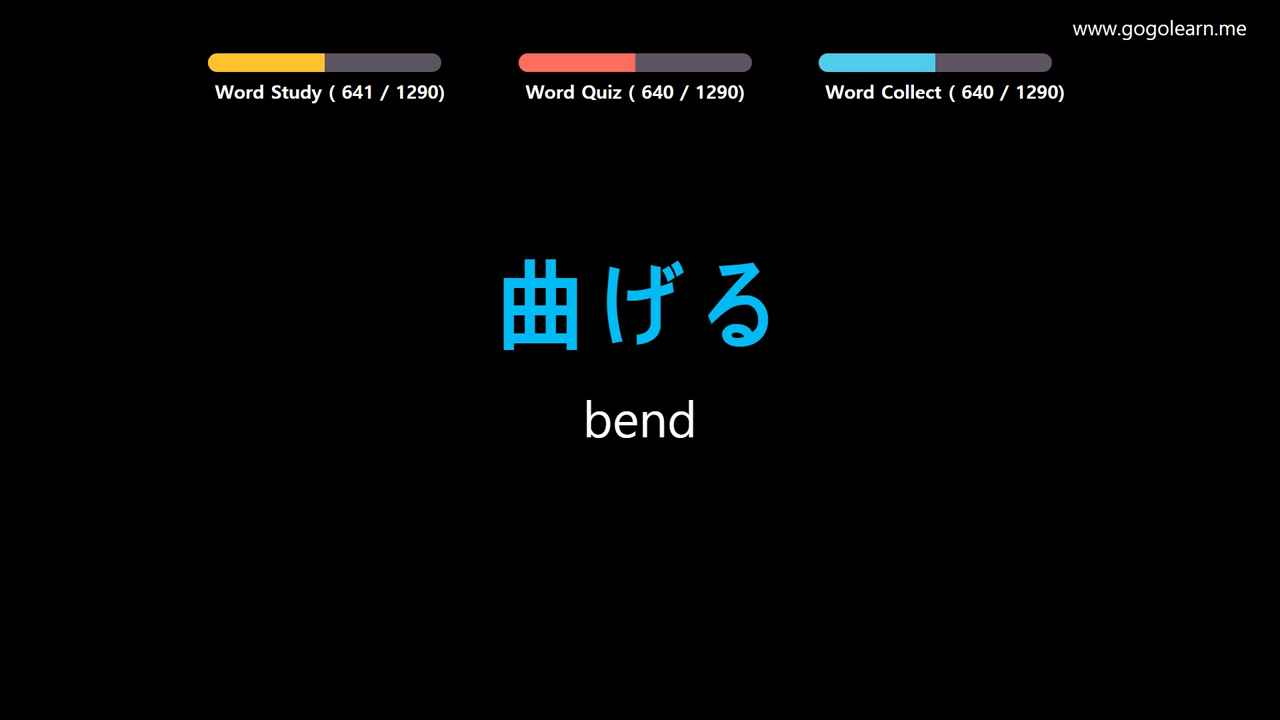 www.gogolearn.me
Word Study ( 641 / 1290)
Word Quiz ( 640 / 1290)
Word Collect ( 640 / 1290)
曲げる
bend